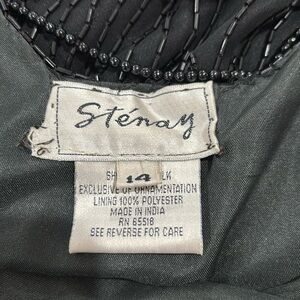 Sténay
14
EXCLUSIVE OF ORNAMENTATION
LINING 100% POLYESTER
MADE IN INDIA
RN 65518
SEE REVERSE FOR CARE